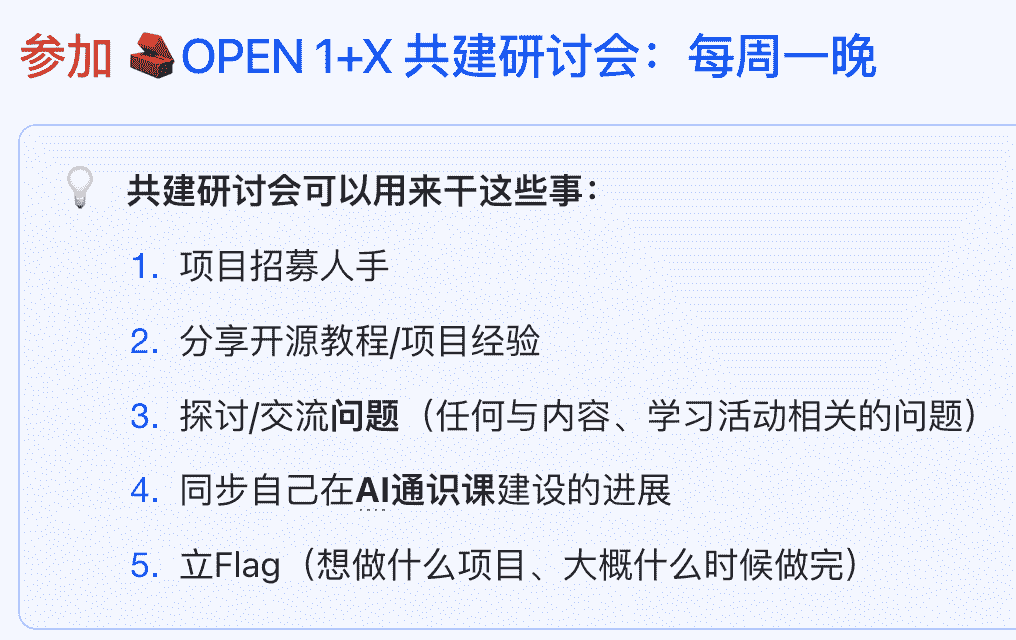 参加 OPEN 1+X 共建研讨会：每周一晚
共建研讨会可以用来干这些事：
1. 项目招募人手
2. 分享开源教程/项目经验
3. 探讨/交流问题（任何与内容、学习活动相关的问题）
4. 同步自己在AI通识课建设的进展
5. 立Flag（想做什么项目、大概什么时候做完）